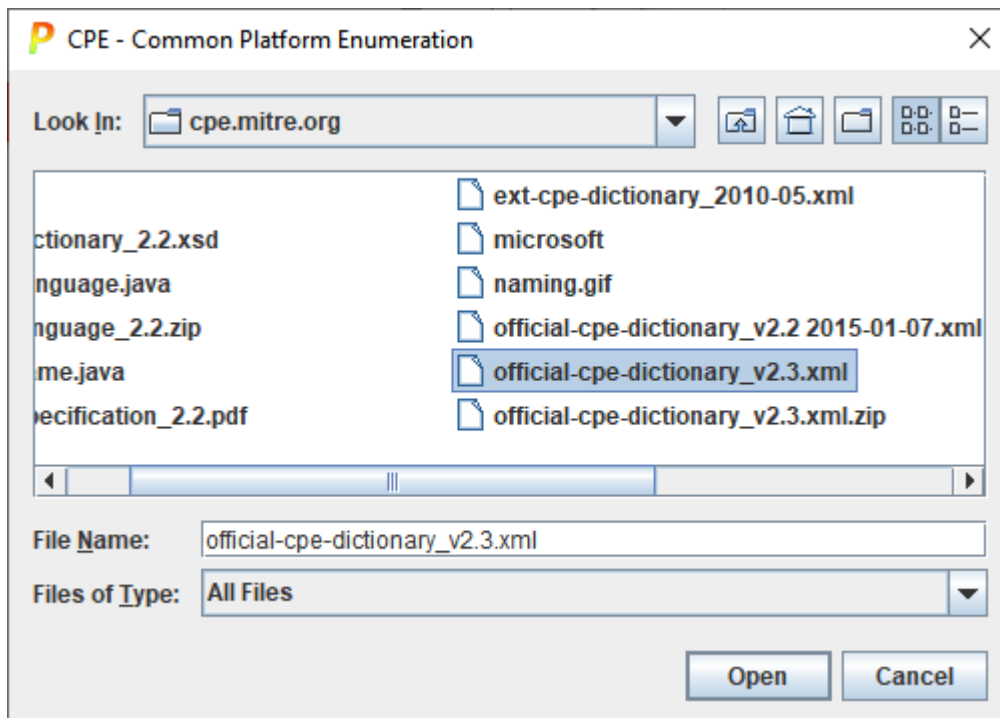 CPE - Common Platform Enumeration
Look In: cpe.mitre.org
ext-cpe-dictionary_2010-05.xml
ctionary_2.2.xsd microsoft
nguage.java naming.gif
nguage_2.2.zip official-cpe-dictionary_v2.2 2015-01-07.xml
me.java official-cpe-dictionary_v2.3.xml
pecification_2.2.pdf official-cpe-dictionary_v2.3.xml.zip
File Name: official-cpe-dictionary_v2.3.xml
Files of Type: All Files
Open Cancel